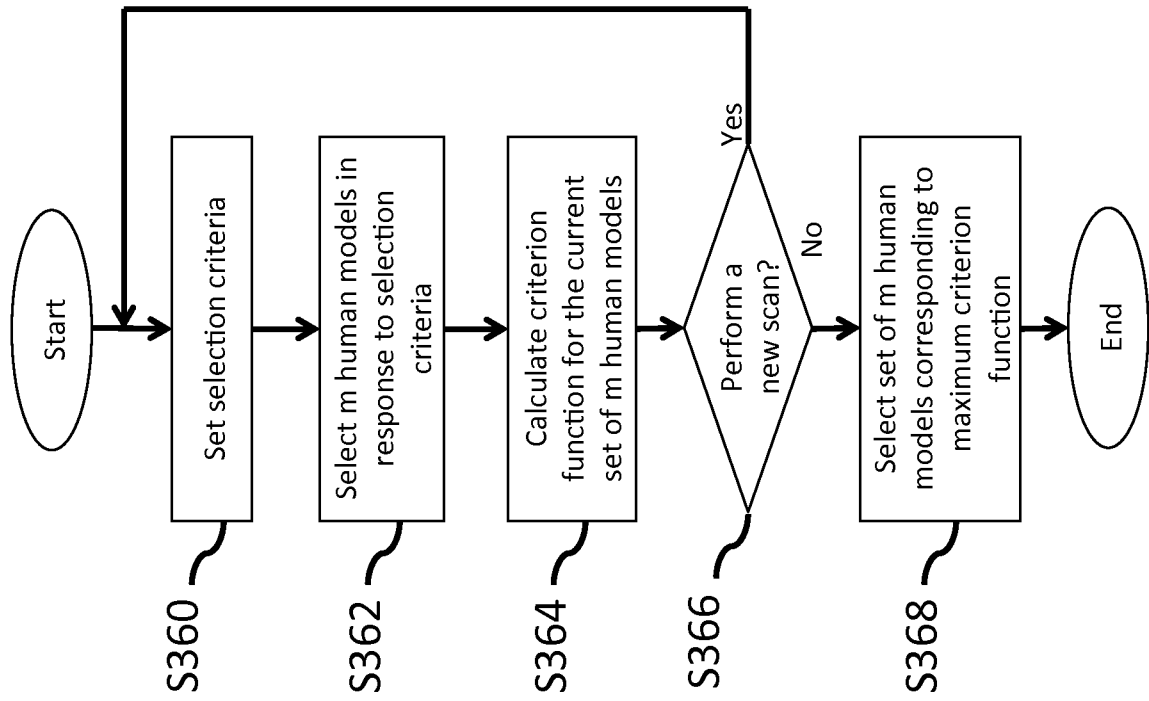 Start
S360
Set selection criteria
S362
Select m human models in
response to selection
criteria
S364
Calculate criterion
function for the current
set of m human models
S366
Perform a
new scan?
Yes
No
S368
Select set of m human
models corresponding to
maximum criterion
function
End